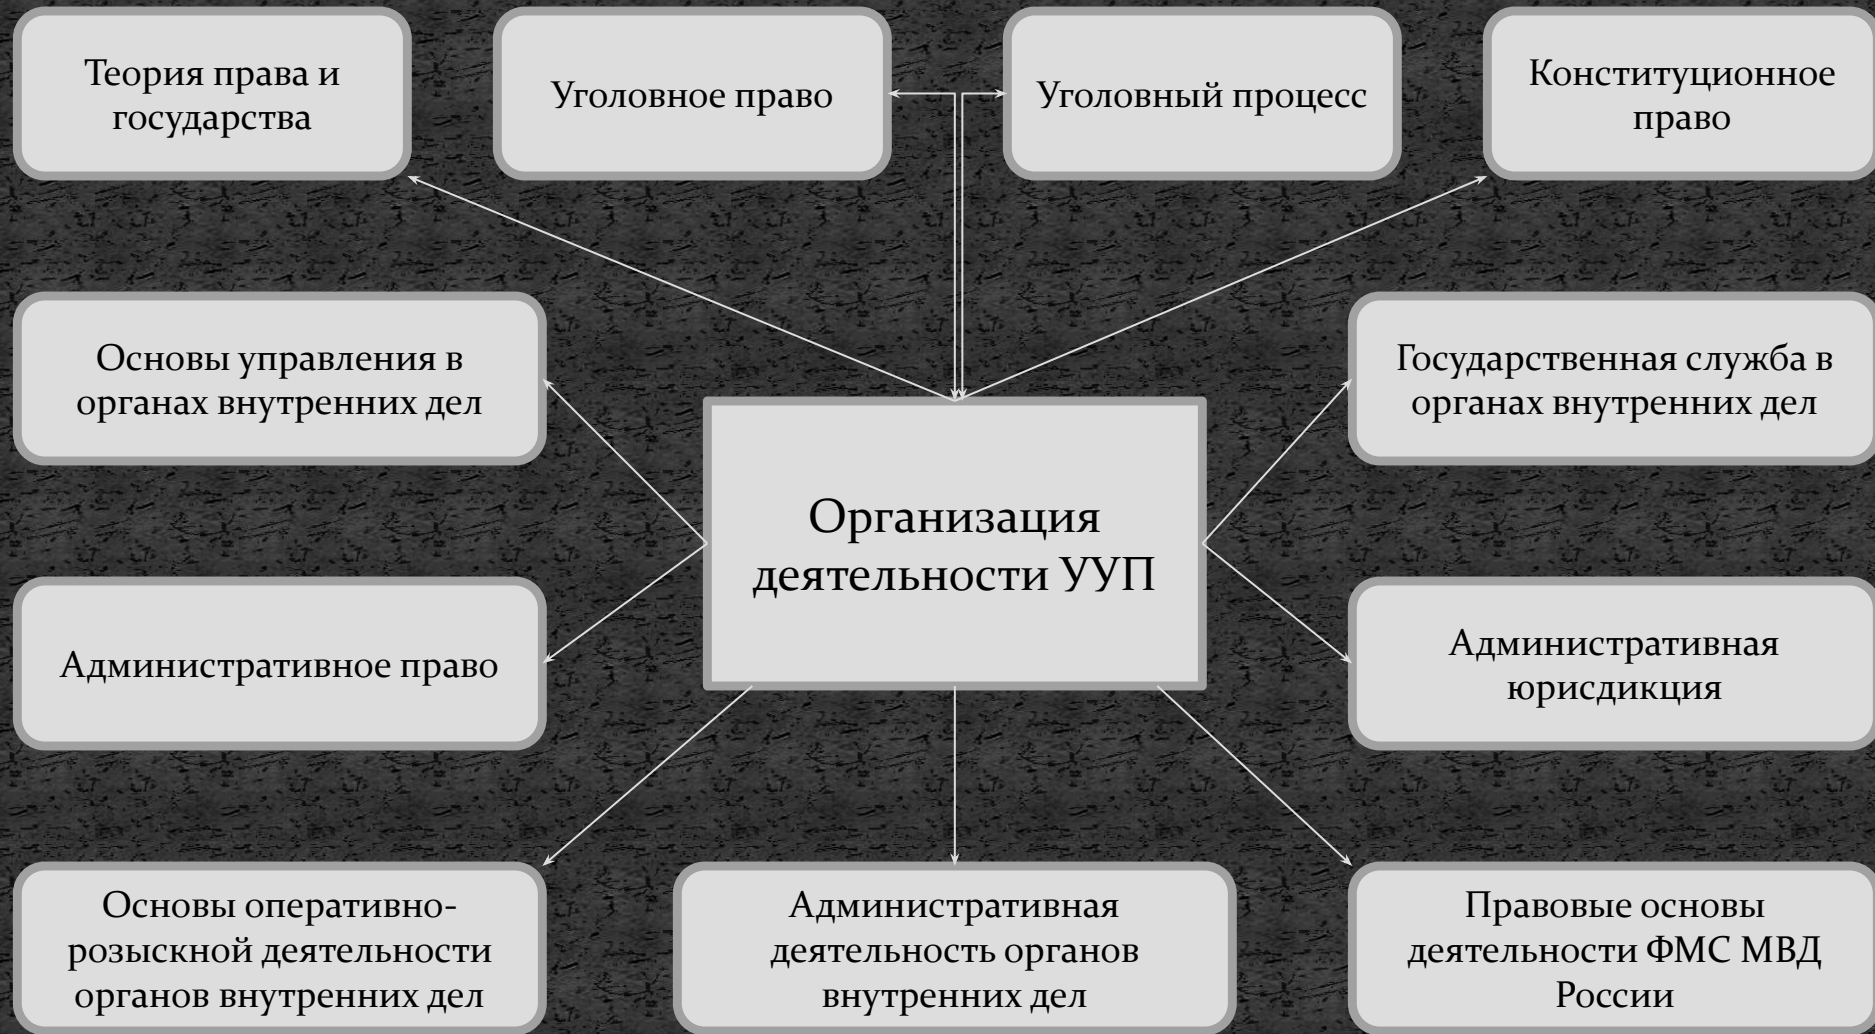 Теория права и
государства
Уголовное право
Уголовный процесс
Конституционное
право
Основы управления в
органах внутренних дел
Государственная служба в
органах внутренних дел
Организация
деятельности УУП
Административное право
Административная
юрисдикция
Основы оперативно-
розыскной деятельности
органов внутренних дел
Административная
деятельность органов
внутренних дел
Правовые основы
деятельности ФМС МВД
России